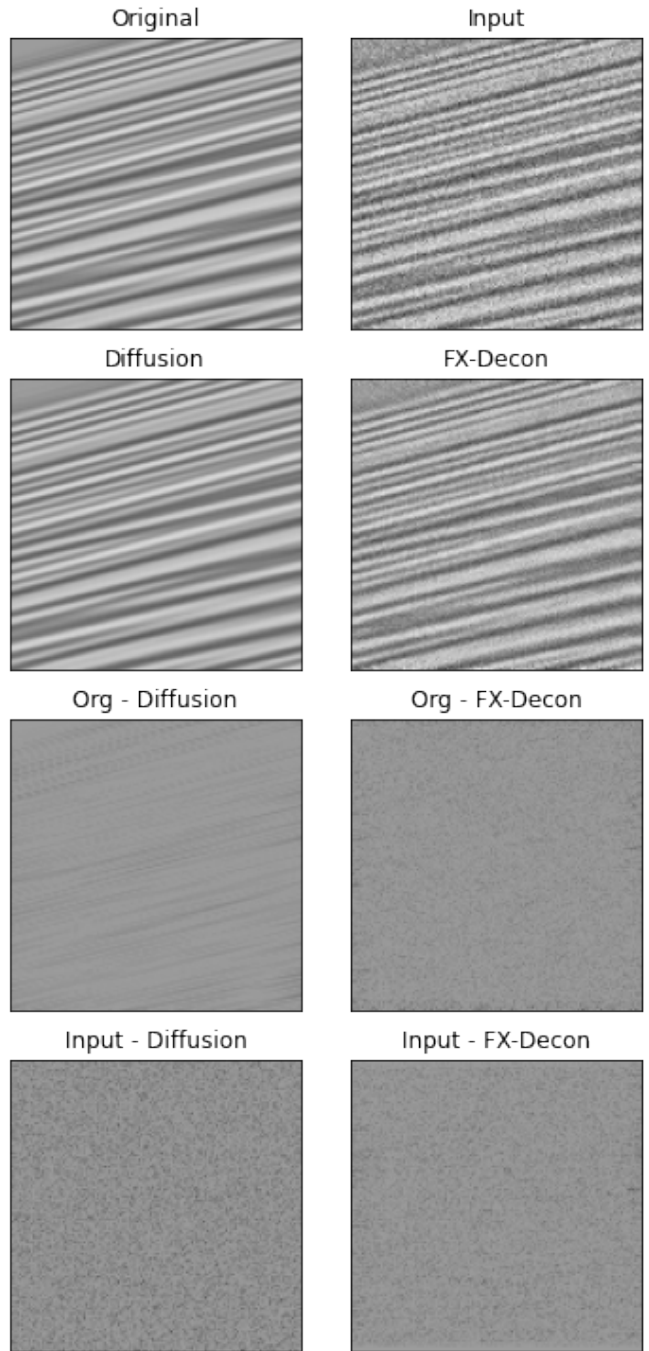 Original
Input
Diffusion
FX-Decon
Org - Diffusion
Org - FX-Decon
Input - Diffusion
Input - FX-Decon